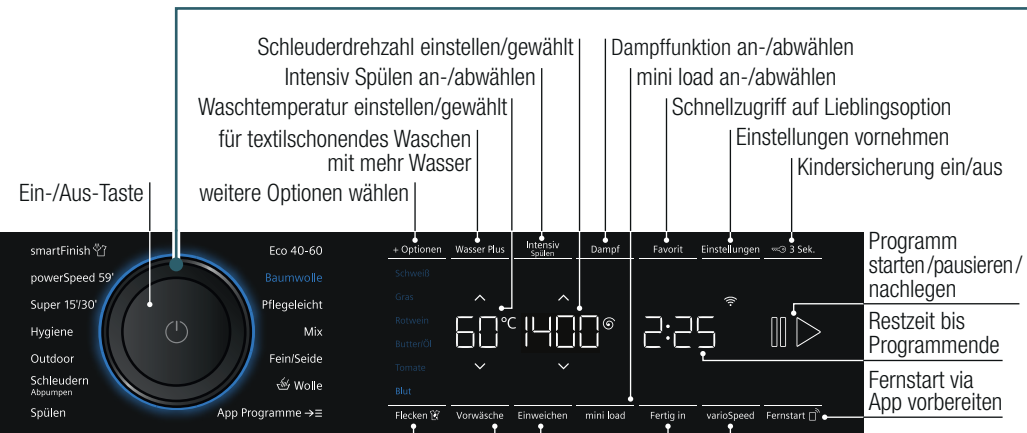 Schleuderdrehzahl einstellen/gewählt
Dampffunktion an-/abwählen
Intensiv Spülen an-/abwählen
mini load an-/abwählen
Waschtemperatur einstellen/gewählt
Schnellzugriff auf Lieblingsoption
für textilschonendes Waschen
mit mehr Wasser
Einstellungen vornehmen
Kindersicherung ein/aus
Ein-/Aus-Taste
weitere Optionen wählen
smartFinish
powerSpeed 59'
Super 15'/30'
Hygiene
Outdoor
Schleudern
Abpumpen
Spülen
Eco 40-60
Baumwolle
Pflegeleicht
Mix
Fein/Seide
Wolle
App Programme
+ Optionen
Wasser Plus
Intensiv
Spülen
Dampf
Favorit
Einstellungen
3 Sek.
Schweiß
Gras
Rotwein
Butter/Öl
Tomate
Blut
60 °C
1400
2:25
Flecken
Vorwäsche
Einweichen
mini load
Fertig in
varioSpeed
Fernstart
Programm
starten/pausieren/
nachlegen
Restzeit bis
Programmende
Fernstart via
App vorbereiten